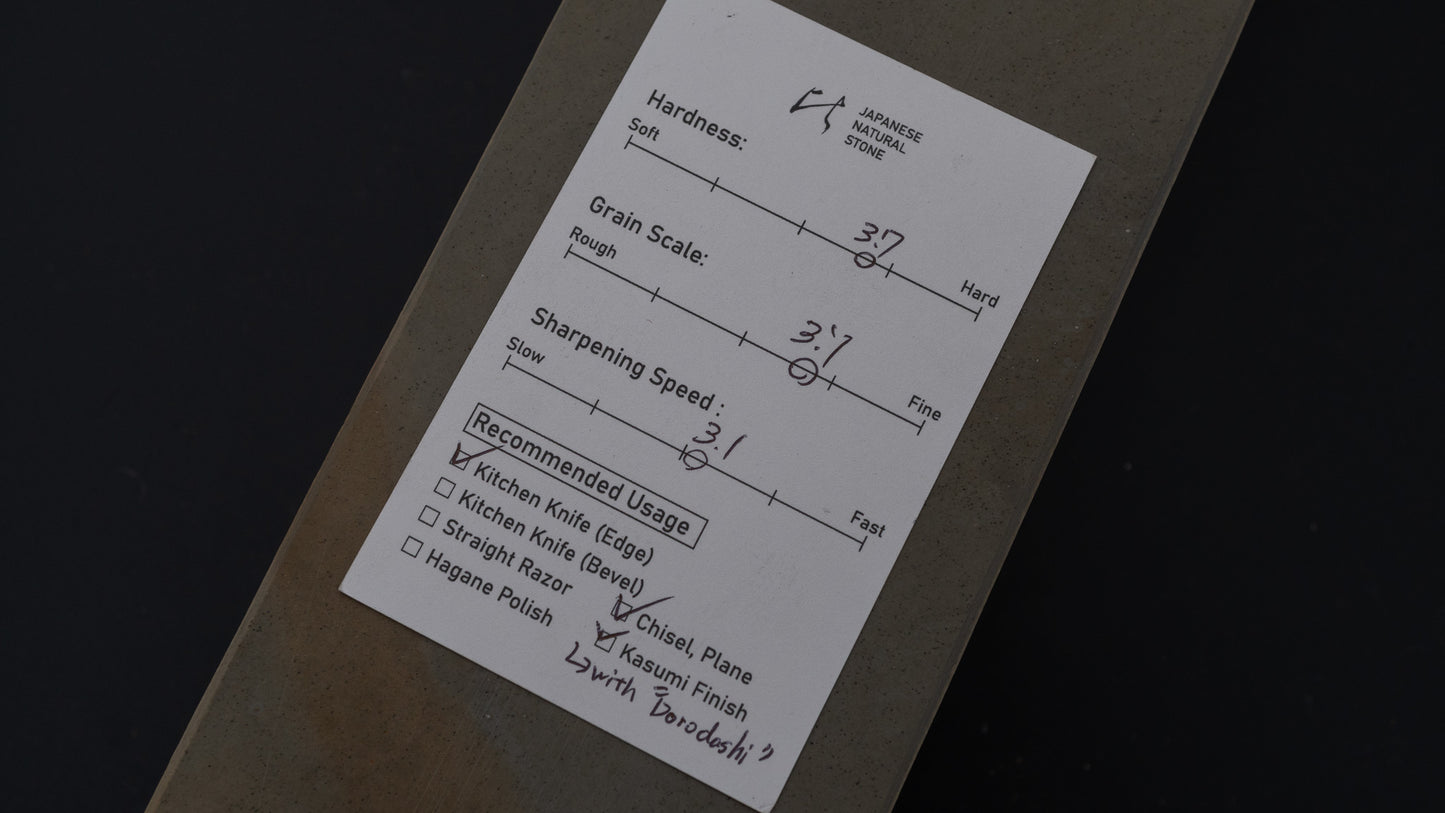 JAPANESE
NATURAL
STONE
Hardness:
Soft
3.7
Hard
Grain Scale:
Rough
3.7
Fine
Sharpening Speed :
Slow
3.1
Fast
Recommended Usage
Kitchen Knife (Edge)
Kitchen Knife (Bevel)
Straight Razor
Hagane Polish
Chisel, Plane
Kasumi Finish
↳with "Dorodashi"